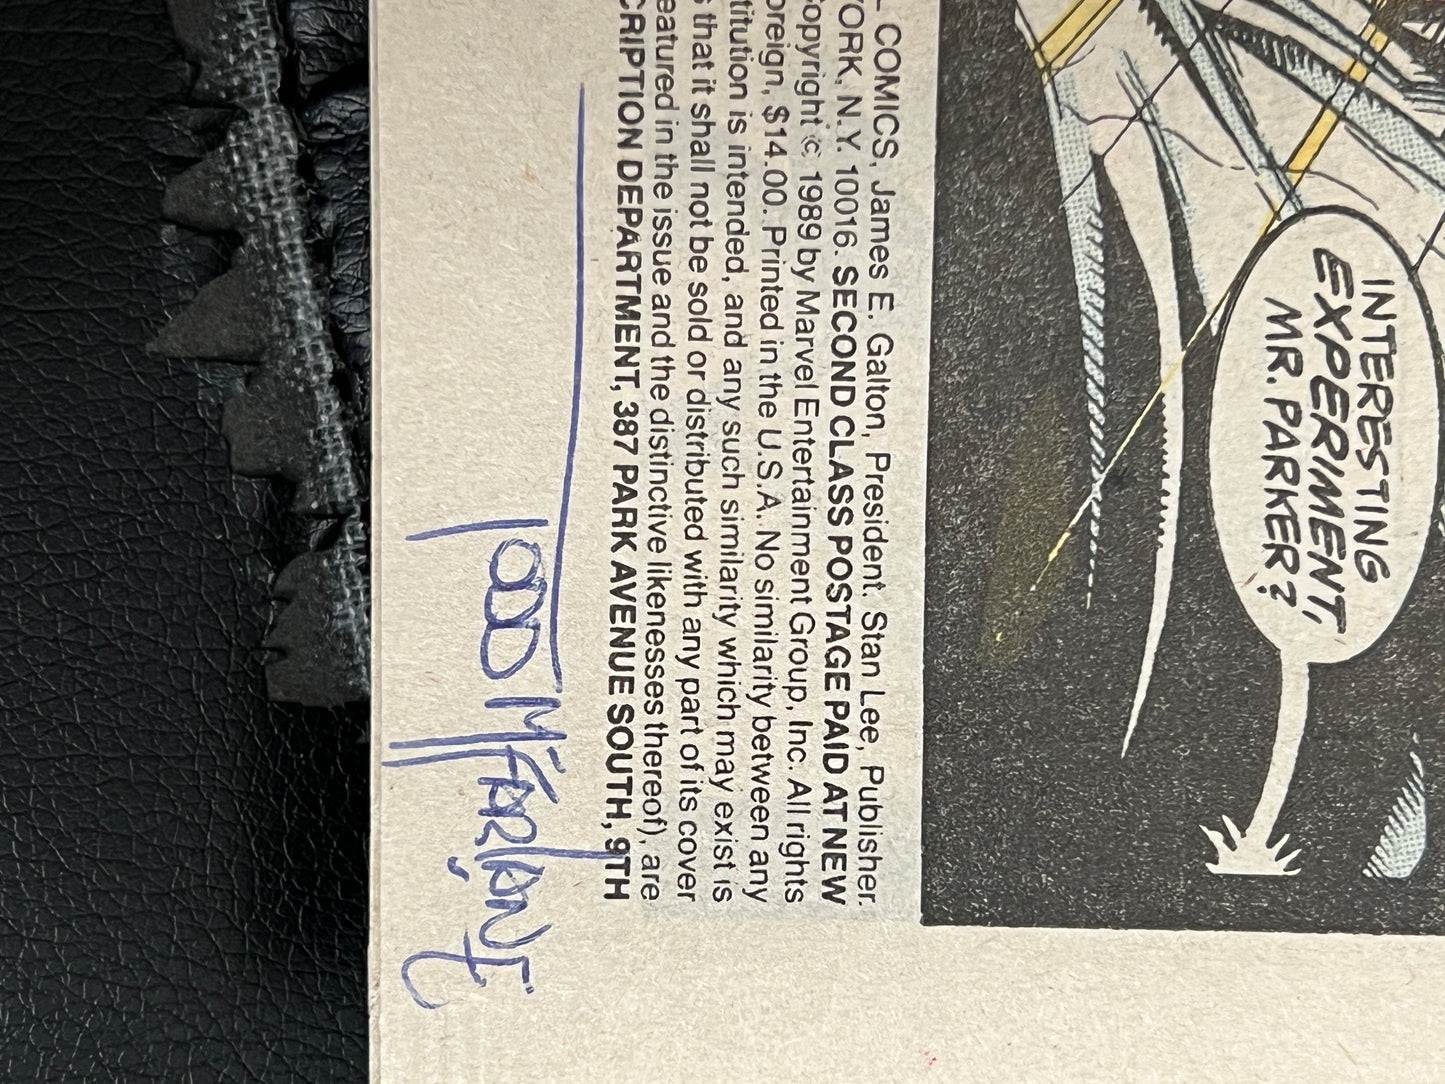 L COMICS, James E. Galton, President. Stan Lee, Publisher.
YORK, N.Y. 10016. SECOND CLASS POSTAGE PAID AT NEW
Copyright © 1989 by Marvel Entertainment Group, Inc. All rights
oreign, $14.00. Printed in the U.S.A. No similarity between any
titution is intended, and any such similarity which may exist is
s that it shall not be sold or distributed with any part of its cover
eatured in the issue and the distinctive likenesses thereof), are
CRIPTION DEPARTMENT, 387 PARK AVENUE SOUTH, 9TH
TODD McFARLANE
INTERESTING
EXPERIMENT,
MR. PARKER?